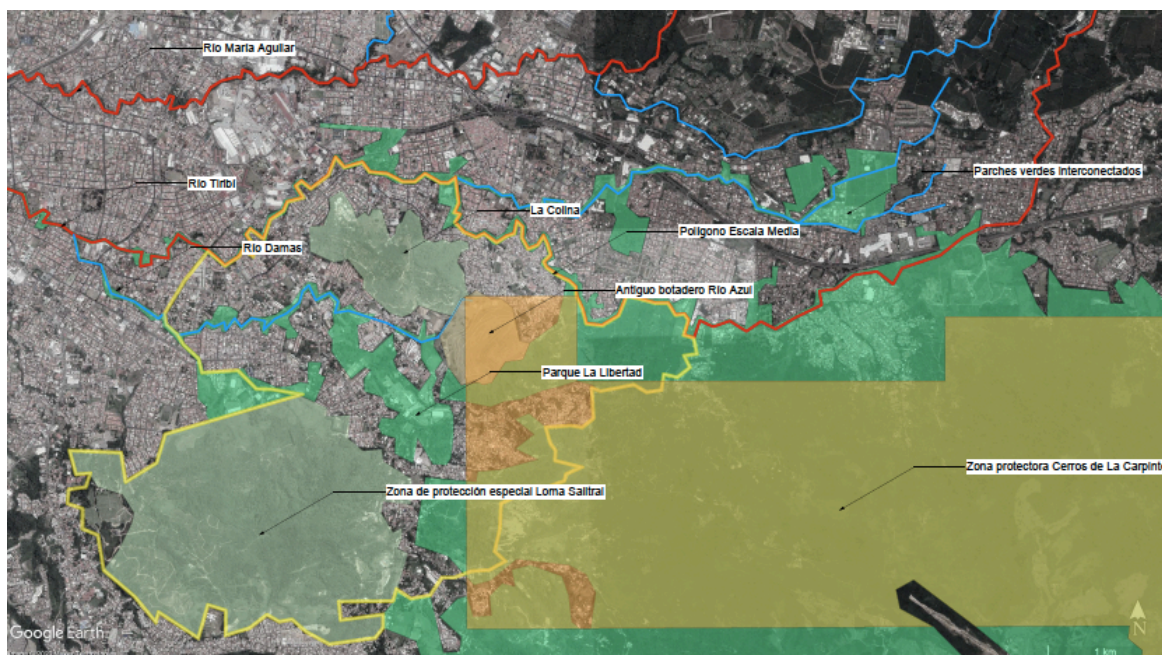 Río María Aguilar
Parches verdes interconectados
Río Tiribí
La Colina
Polígono Escala Media
Río Damas
Antiguo botadero Río Azul
Parque La Libertad
Zona protectora Cerros de La Carpint
Zona de protección especial Loma Salitral
Google Earth
N
1 km